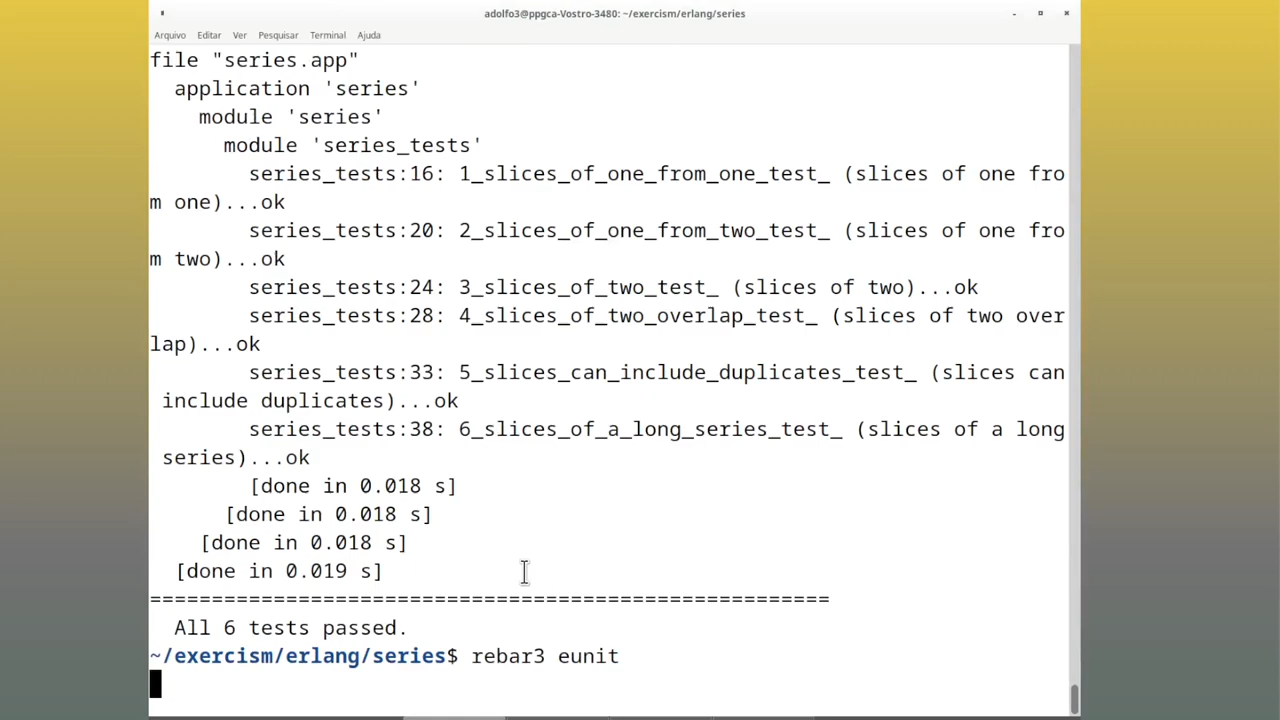 adolfo3@ppgca-Vostro-3480: ~/exercism/erlang/series
Arquivo Editar Ver Pesquisar Terminal Ajuda
file "series.app"
  application 'series'
    module 'series'
      module 'series_tests'
        series_tests:16: 1_slices_of_one_from_one_test_ (slices of one fro
m one)...ok
        series_tests:20: 2_slices_of_one_from_two_test_ (slices of one fro
m two)...ok
        series_tests:24: 3_slices_of_two_test_ (slices of two)...ok
        series_tests:28: 4_slices_of_two_overlap_test_ (slices of two over
lap)...ok
        series_tests:33: 5_slices_can_include_duplicates_test_ (slices can
 include duplicates)...ok
        series_tests:38: 6_slices_of_a_long_series_test_ (slices of a long
 series)...ok
        [done in 0.018 s]
      [done in 0.018 s]
    [done in 0.018 s]
  [done in 0.019 s]
=======================================================
  All 6 tests passed.
~/exercism/erlang/series$ rebar3 eunit